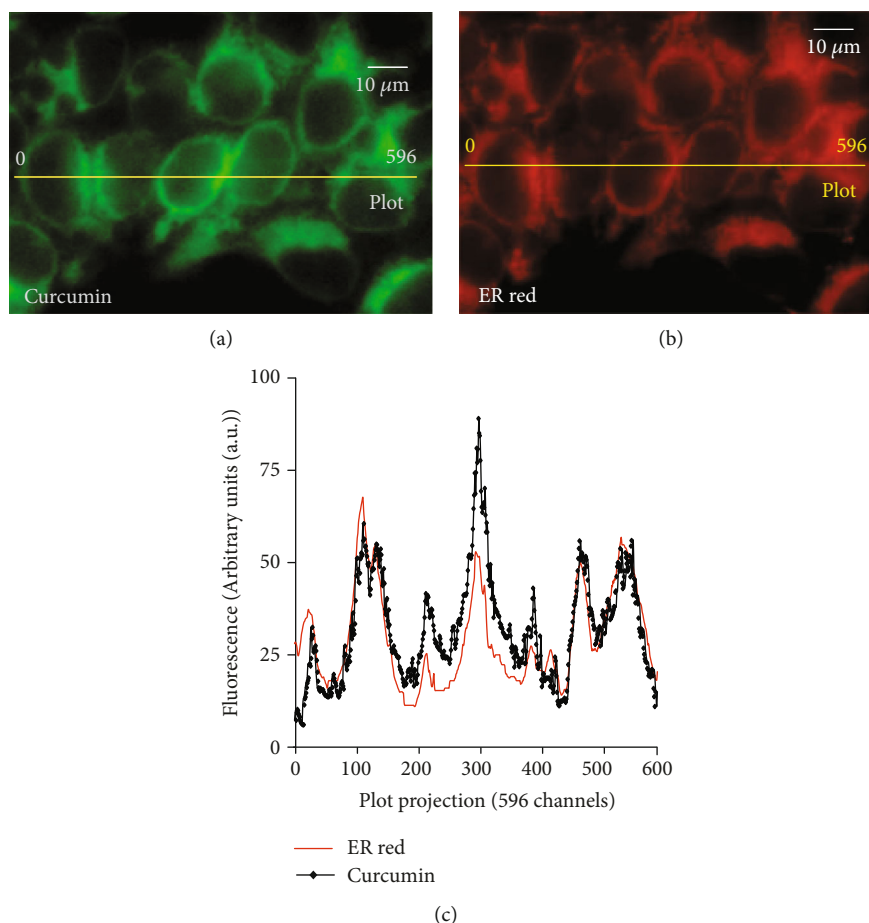 10 μm
0
596
Plot
Curcumin
(a)
10 μm
0
596
Plot
ER red
(b)
100
75
50
25
0
Fluorescence (Arbitrary units (a.u.))
0 100 200 300 400 500 600
Plot projection (596 channels)
ER red
Curcumin
(c)